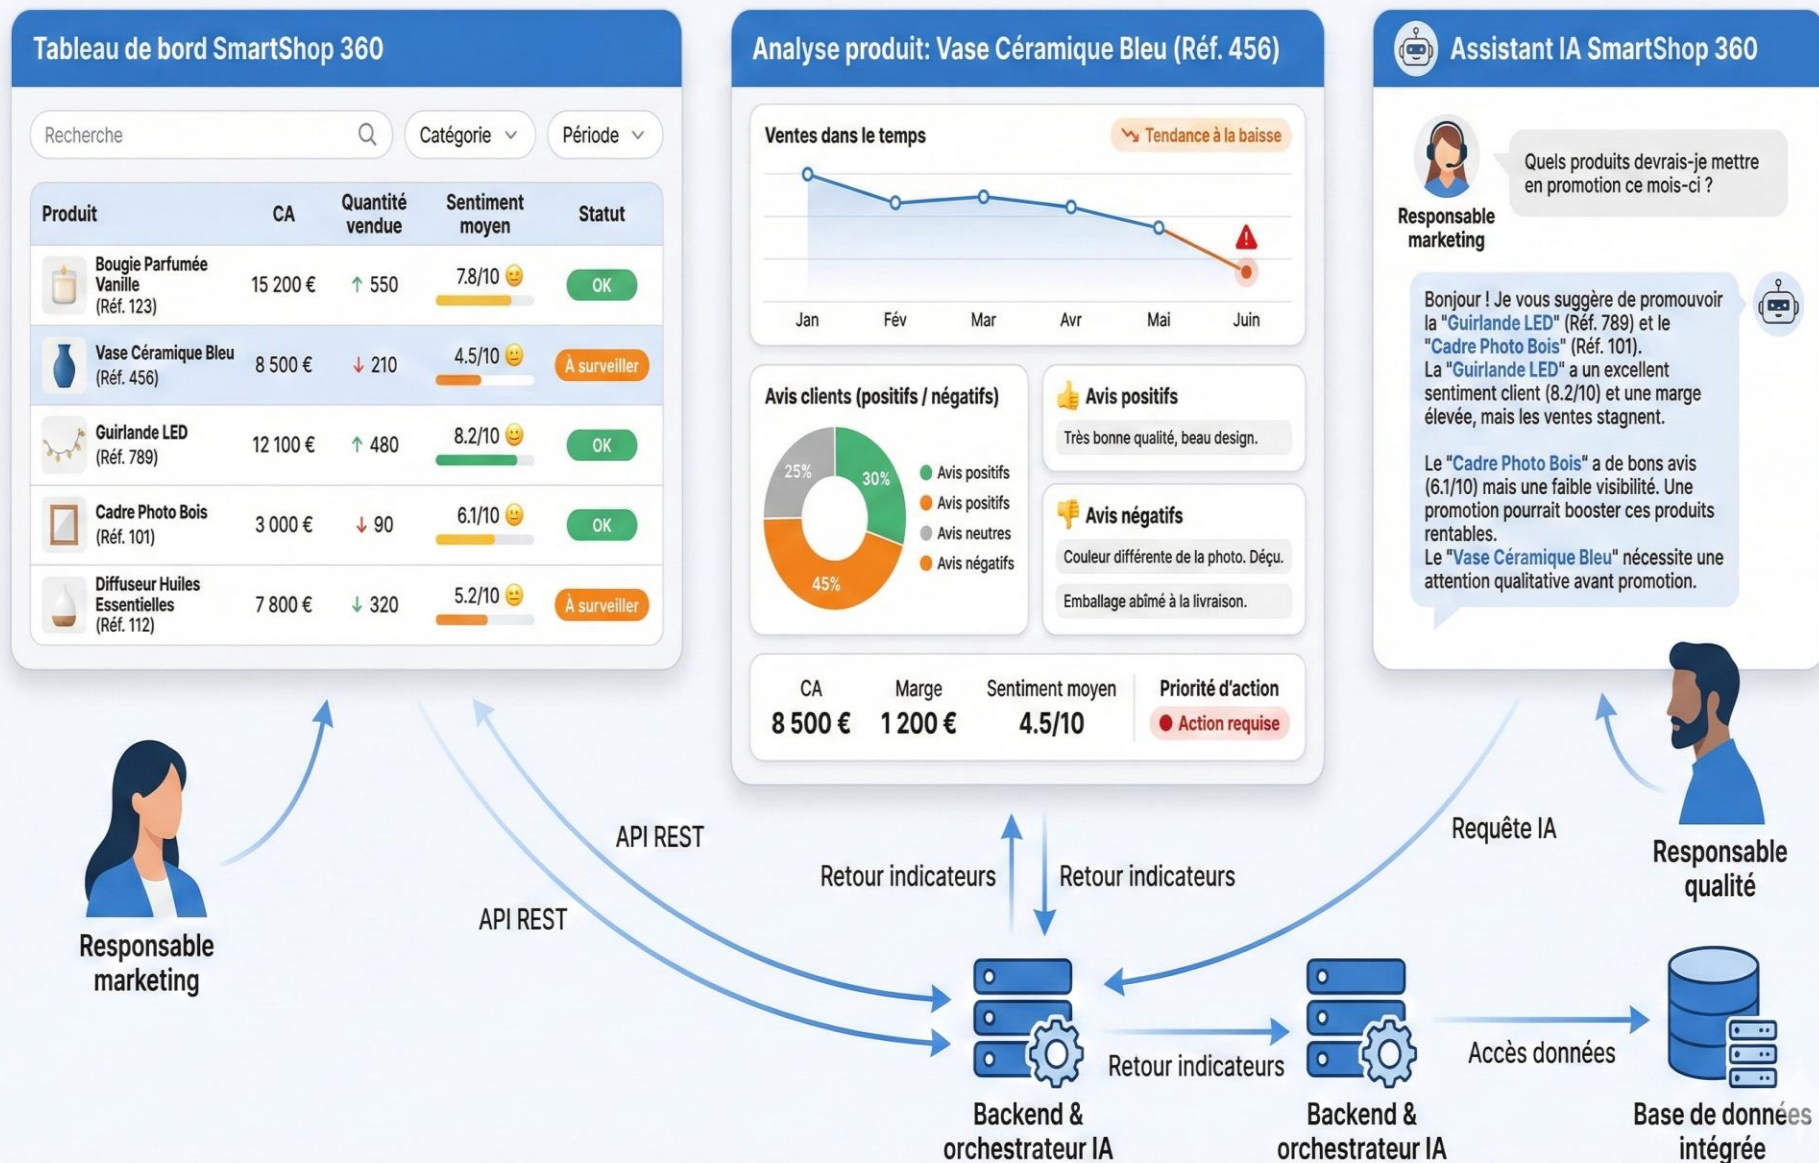 Tableau de bord SmartShop 360
Recherche
Catégorie
Période
Produit
CA
Quantité
vendue
Sentiment
moyen
Statut
Bougie Parfumée
Vanille
(Réf. 123)
15 200 €
↑ 550
7.8/10
OK
Vase Céramique Bleu
(Réf. 456)
8 500 €
↓ 210
4.5/10
À surveiller
Guirlande LED
(Réf. 789)
12 100 €
↑ 480
8.2/10
OK
Cadre Photo Bois
(Réf. 101)
3 000 €
↓ 90
6.1/10
OK
Diffuseur Huiles
Essentielles
(Réf. 112)
7 800 €
↓ 320
5.2/10
À surveiller
Analyse produit: Vase Céramique Bleu (Réf. 456)
Ventes dans le temps
Tendance à la baisse
Jan
Fév
Mar
Avr
Mai
Juin
Avis clients (positifs / négatifs)
25%
30%
45%
Avis positifs
Avis positifs
Avis neutres
Avis négatifs
Avis positifs
Très bonne qualité, beau design.
Avis négatifs
Couleur différente de la photo. Déçu.
Emballage abîmé à la livraison.
CA
8 500 €
Marge
1 200 €
Sentiment moyen
4.5/10
Priorité d'action
Action requise
Assistant IA SmartShop 360
Responsable
marketing
Quels produits devrais-je mettre
en promotion ce mois-ci ?
Bonjour ! Je vous suggère de promouvoir
la "Guirlande LED" (Réf. 789) et le
"Cadre Photo Bois" (Réf. 101).
La "Guirlande LED" a un excellent
sentiment client (8.2/10) et une marge
élevée, mais les ventes stagnent.
Le "Cadre Photo Bois" a de bons avis
(6.1/10) mais une faible visibilité. Une
promotion pourrait booster ces produits
rentables.
Le "Vase Céramique Bleu" nécessite une
attention qualitative avant promotion.
Responsable
marketing
API REST
API REST
Retour indicateurs
Retour indicateurs
Requête IA
Responsable
qualité
Retour indicateurs
Accès données
Backend &
orchestrateur IA
Backend &
orchestrateur IA
Base de données
intégrée